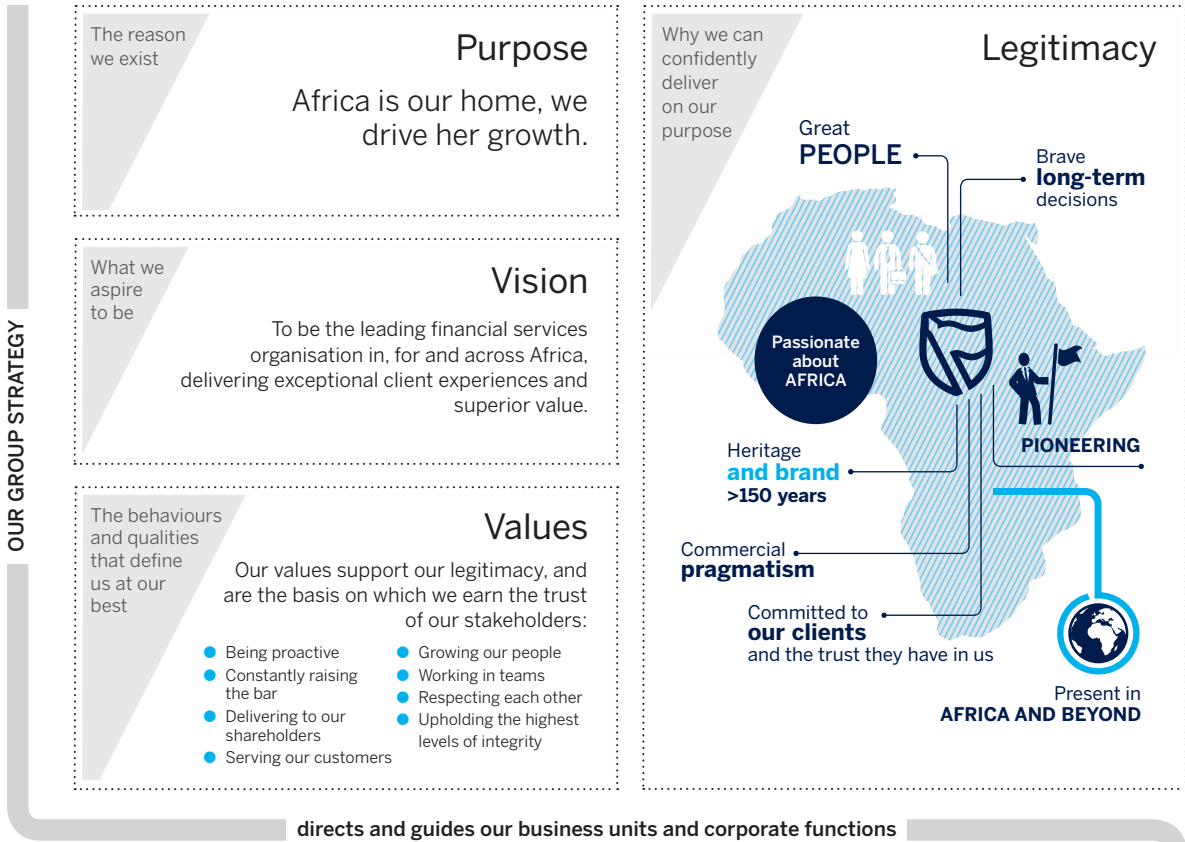 OUR GROUP STRATEGY
The reason
we exist
Purpose
Africa is our home, we
drive her growth.
What we
aspire
to be
Vision
To be the leading financial services
organisation in, for and across Africa,
delivering exceptional client experiences and
superior value.
The behaviours
and qualities
that define
us at our
best
Values
Our values support our legitimacy, and
are the basis on which we earn the trust
of our stakeholders:
Being proactive
Constantly raising
the bar
Delivering to our
shareholders
Serving our customers
Growing our people
Working in teams
Respecting each other
Upholding the highest
levels of integrity
Why we can
confidently
deliver
on our
purpose
Legitimacy
Great
PEOPLE
Brave
long-term
decisions
Passionate
about
AFRICA
PIONEERING
Heritage
and brand
>150 years
Commercial
pragmatism
Committed to
our clients
and the trust they have in us
Present in
AFRICA AND BEYOND
directs and guides our business units and corporate functions